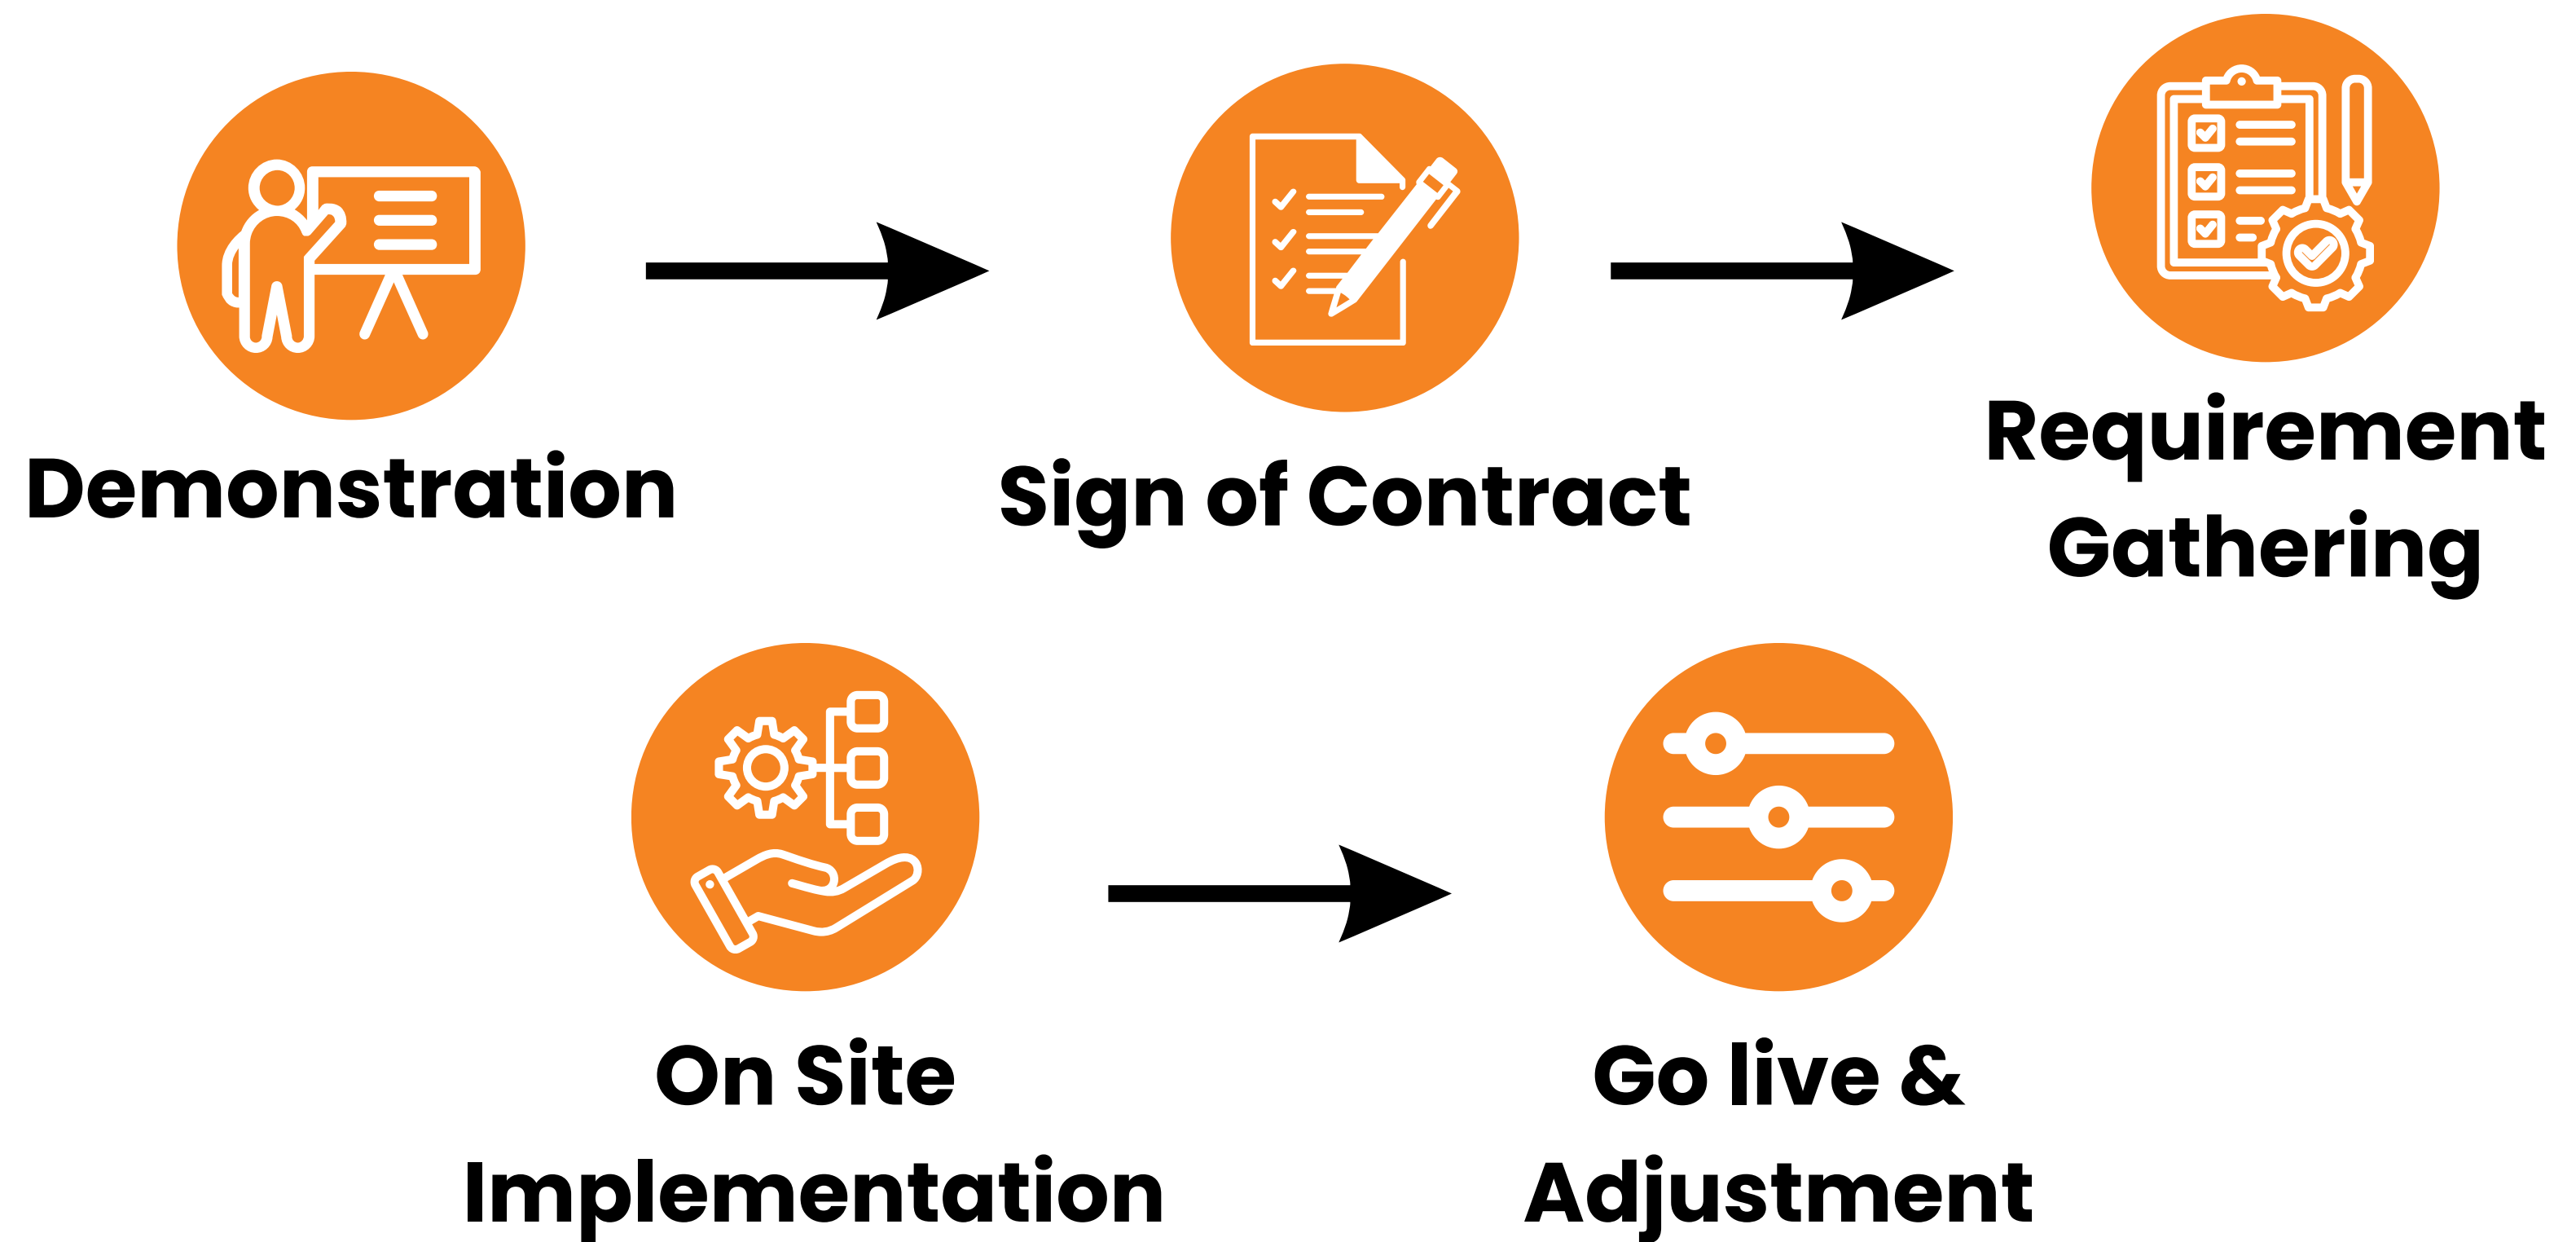 Demonstration
Sign of Contract
Requirement
Gathering
On Site
Implementation
Go live &
Adjustment